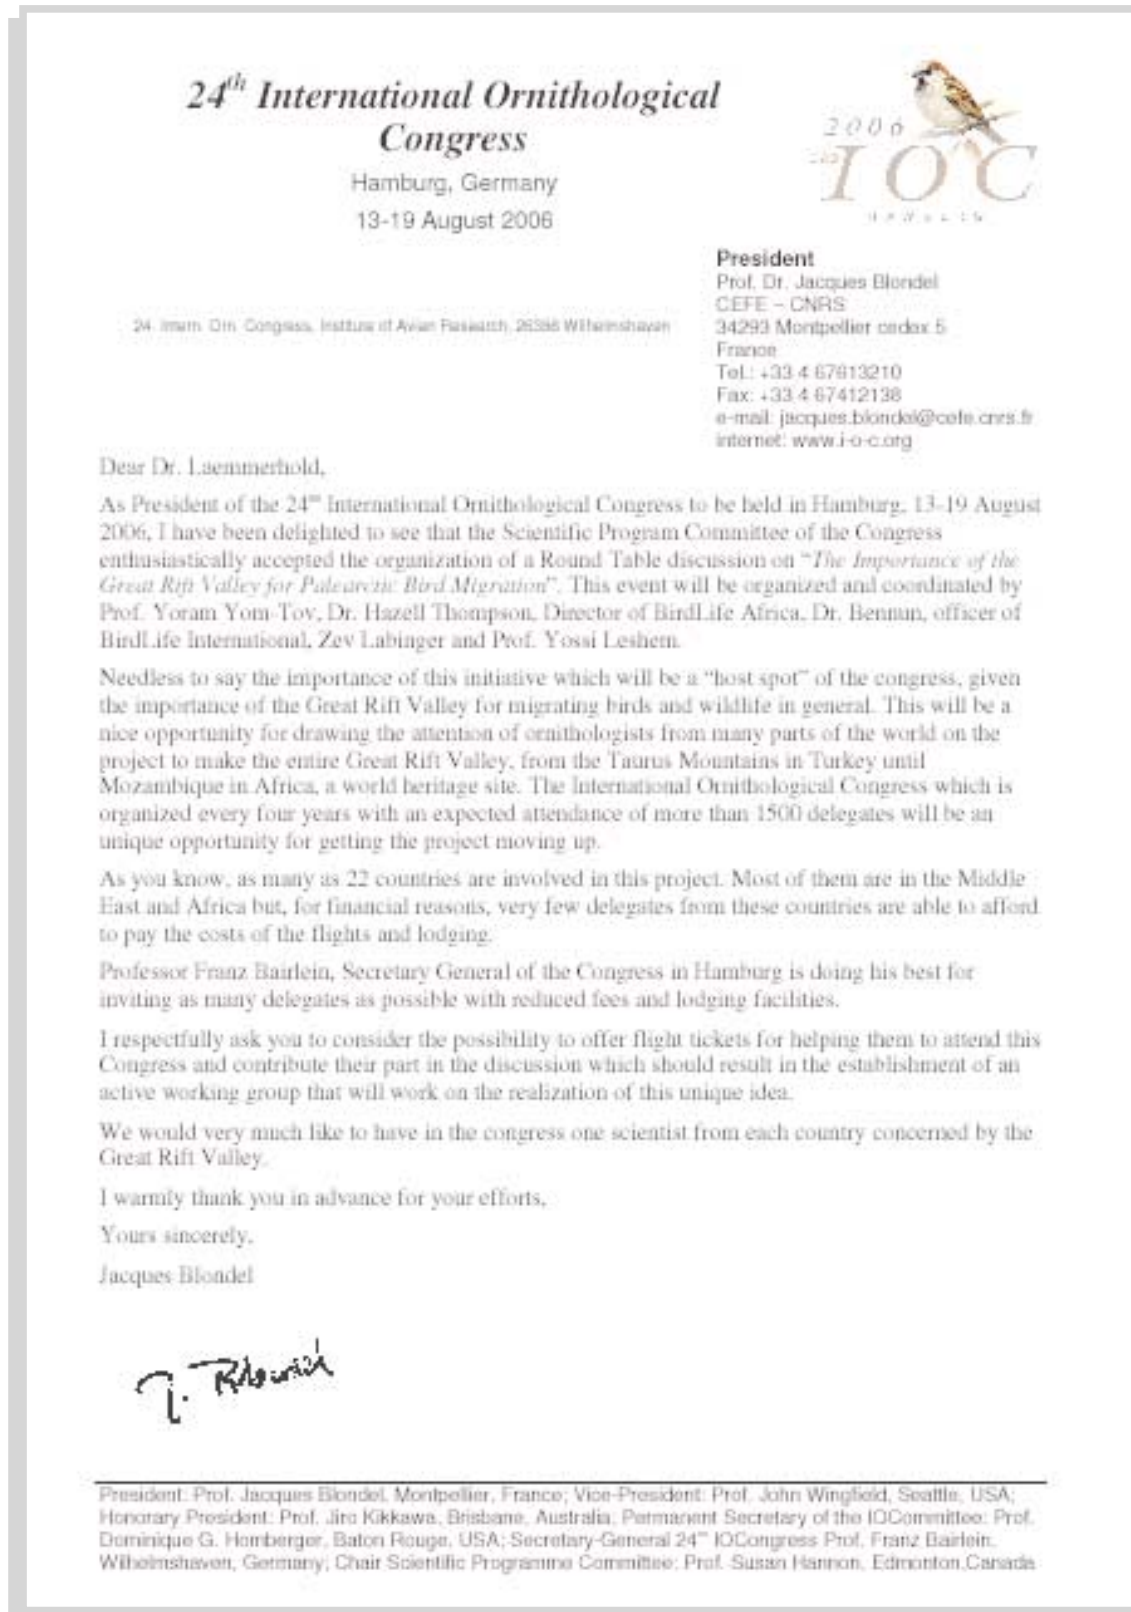 24th International Ornithological
Congress
Hamburg, Germany
13-19 August 2006
2006
IOC
President
Prof. Dr. Jacques Blondel
CEFE – CNRS
34293 Montpellier cedex 5
France
Tel.: +33 4 67613210
Fax: +33 4 67412138
e-mail: jacques.blondel@cefe.cnrs.fr
internet: www.i-o-c.org
24. Intern. Orn. Congress, Institute of Avian Research, 26386 Wilhelmshaven
Dear Dr. Laemmerhold,
As President of the 24th International Ornithological Congress to be held in Hamburg, 13-19 August
2006, I have been delighted to see that the Scientific Program Committee of the Congress
enthusiastically accepted the organization of a Round Table discussion on “The Importance of the
Great Rift Valley for Palearctic Bird Migration”. This event will be organized and coordinated by
Prof. Yoram Yom-Tov, Dr. Hazell Thompson, Director of BirdLife Africa, Dr. Bennun, officer of
BirdLife International, Zev Labinger and Prof. Yossi Leshem.
Needless to say the importance of this initiative which will be a “host spot” of the congress, given
the importance of the Great Rift Valley for migrating birds and wildlife in general. This will be a
nice opportunity for drawing the attention of ornithologists from many parts of the world on the
project to make the entire Great Rift Valley, from the Taurus Mountains in Turkey until
Mozambique in Africa, a world heritage site. The International Ornithological Congress which is
organized every four years with an expected attendance of more than 1500 delegates will be an
unique opportunity for getting the project moving up.
As you know, as many as 22 countries are involved in this project. Most of them are in the Middle
East and Africa but, for financial reasons, very few delegates from these countries are able to afford
to pay the costs of the flights and lodging.
Professor Franz Bairlein, Secretary General of the Congress in Hamburg is doing his best for
inviting as many delegates as possible with reduced fees and lodging facilities.
I respectfully ask you to consider the possibility to offer flight tickets for helping them to attend this
Congress and contribute their part in the discussion which should result in the establishment of an
active working group that will work on the realization of this unique idea.
We would very much like to have in the congress one scientist from each country concerned by the
Great Rift Valley.
I warmly thank you in advance for your efforts,
Yours sincerely,
Jacques Blondel
J. Blondel
President: Prof. Jacques Blondel, Montpellier, France; Vice-President: Prof. John Wingfield, Seattle, USA;
Honorary President: Prof. Jiro Kikkawa, Brisbane, Australia; Permanent Secretary of the IOCommittee: Prof.
Dominique G. Homberger, Baton Rouge, USA; Secretary-General 24th IOCongress Prof. Franz Bairlein,
Wilhelmshaven, Germany; Chair Scientific Programme Committee: Prof. Susan Hannon, Edmonton,Canada